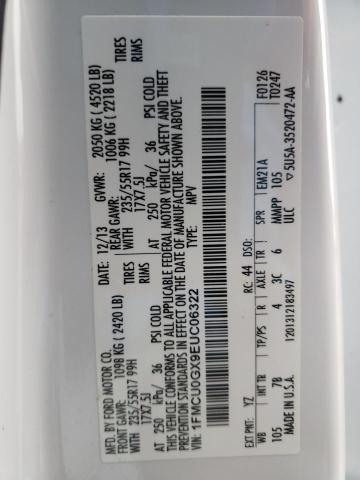 MFD. BY FORD MOTOR CO.
DATE: 12/13 GVWR: 2050 KG ( 4520 LB)
FRONT GAWR: 1098 KG ( 2420 LB) REAR GAWR: 1006 KG ( 2218 LB)
WITH 235/55R17 99H TIRES WITH 235/55R17 99H TIRES
17X7.5J RIMS 17X7.5J RIMS
AT 250 kPa/ 36 PSI COLD AT 250 kPa/ 36 PSI COLD
THIS VEHICLE CONFORMS TO ALL APPLICABLE FEDERAL MOTOR VEHICLE SAFETY AND THEFT
PREVENTION STANDARDS IN EFFECT ON THE DATE OF MANUFACTURE SHOWN ABOVE.
VIN: 1FMCU0GX9EUC06322 TYPE: MPV
F0126
T0247
EXT PNT: YZ RC: 44 DSO:
WB INT TR TP/PS R AXLE TR SPR EM21A
105 7B 4 3C 6 MMPP 105
ULC
MADE IN U.S.A. 1201312183497 5U5A-3520472-AA